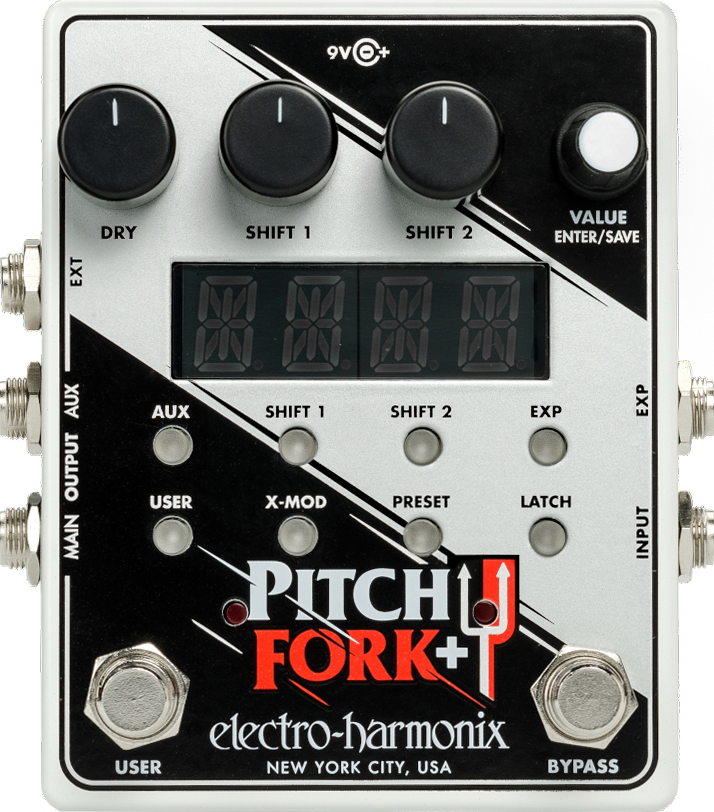 9V
DRY
SHIFT 1
SHIFT 2
VALUE
ENTER/SAVE
EXT
AUX
SHIFT 1
SHIFT 2
EXP
EXP
MAIN OUTPUT AUX
USER
X-MOD
PRESET
LATCH
INPUT
PITCH
FORK+
electro-harmonix
NEW YORK CITY, USA
USER
BYPASS